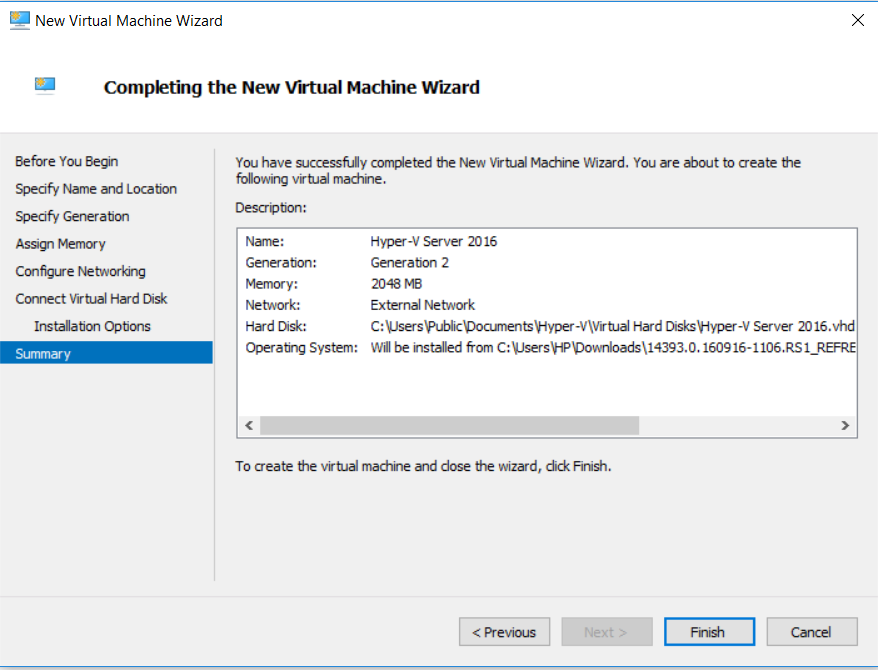 New Virtual Machine Wizard
Completing the New Virtual Machine Wizard
Before You Begin
Specify Name and Location
Specify Generation
Assign Memory
Configure Networking
Connect Virtual Hard Disk
Installation Options
Summary
You have successfully completed the New Virtual Machine Wizard. You are about to create the
following virtual machine.
Description:
Name: Hyper-V Server 2016
Generation: Generation 2
Memory: 2048 MB
Network: External Network
Hard Disk: C:\Users\Public\Documents\Hyper-V\Virtual Hard Disks\Hyper-V Server 2016.vhd
Operating System: Will be installed from C:\Users\HP\Downloads\14393.0.160916-1106.RS1_REFRE
To create the virtual machine and close the wizard, click Finish.
< Previous Next > Finish Cancel